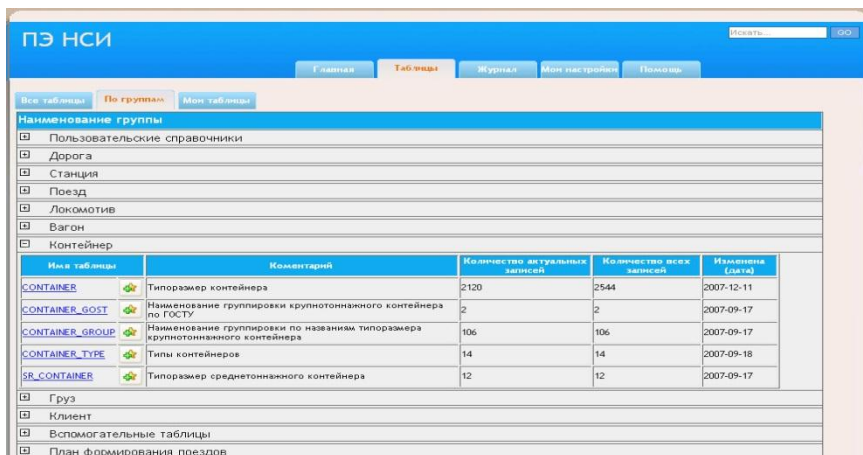 ПЭ НСИ
Искать...
GO
Главная
Таблицы
Журнал
Мои настройки
Помощь
Все таблицы
По группам
Мои таблицы
Наименование группы
Пользовательские справочники
Дорога
Станция
Поезд
Локомотив
Вагон
Контейнер
Имя таблицы
Коментарий
Количество актуальных записей
Количество всех записей
Изменена (дата)
CONTAINER
Типоразмер контейнера
2120
2544
2007-12-11
CONTAINER_GOST
Наименование группировки крупнотоннажного контейнера
по ГОСТУ
2
2
2007-09-17
CONTAINER_GROUP
Наименование группировки по названиям типоразмера
крупнотоннажного контейнера
106
106
2007-09-17
CONTAINER_TYPE
Типы контейнеров
14
14
2007-09-18
SR_CONTAINER
Типоразмер среднетоннажного контейнера
12
12
2007-09-17
Груз
Клиент
Вспомогательные таблицы
План формирования поездов